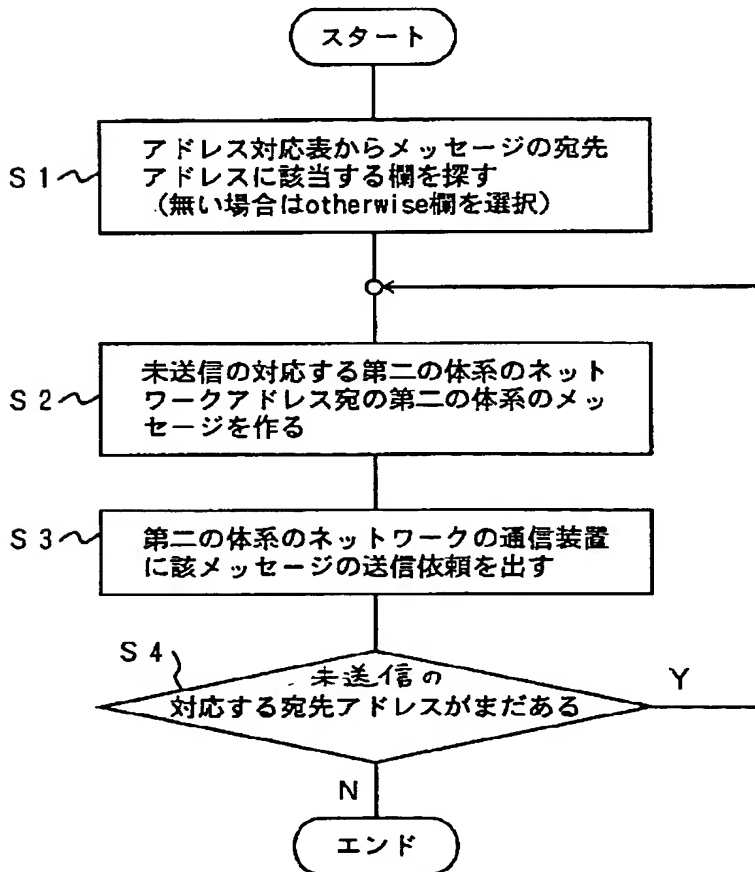 スタート
S1
アドレス対応表からメッセージの宛先
アドレスに該当する欄を探す
(無い場合はotherwise欄を選択)
S2
未送信の対応する第二の体系のネット
ワークアドレス宛の第二の体系のメッ
セージを作る
S3
第二の体系のネットワークの通信装置
に該メッセージの送信依頼を出す
S4
未送信の
対応する宛先アドレスがまだある
Y
N
エンド